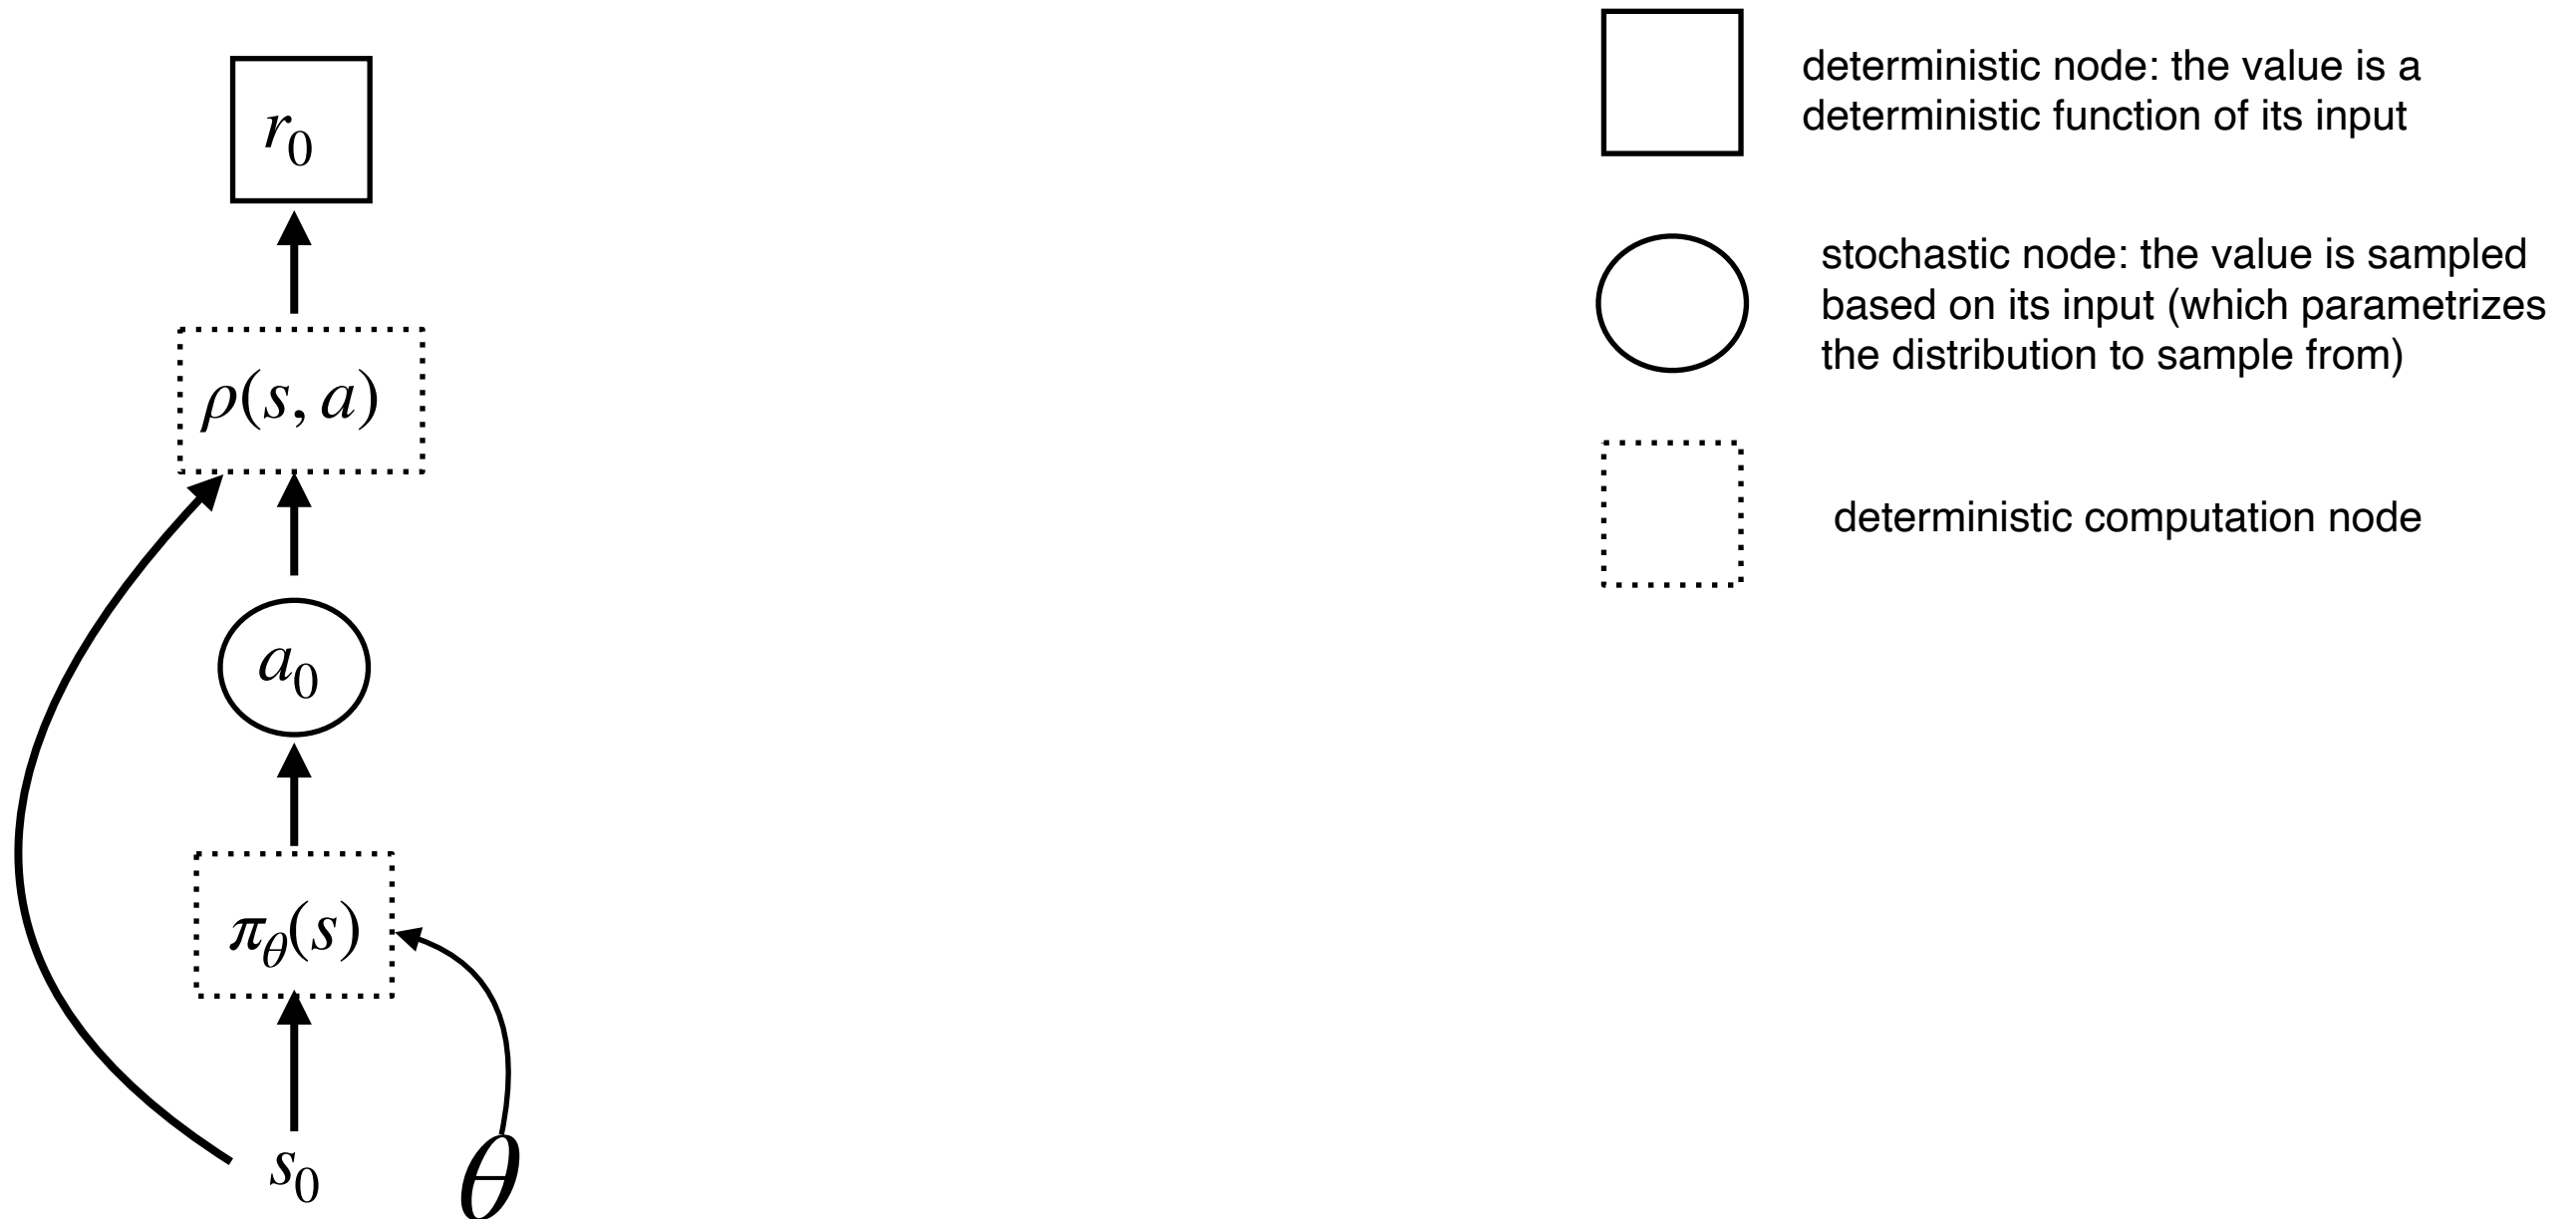 r₀
ρ(s, a)
a₀
π_θ(s)
s₀
θ
deterministic node: the value is a
deterministic function of its input
stochastic node: the value is sampled
based on its input (which parametrizes
the distribution to sample from)
deterministic computation node